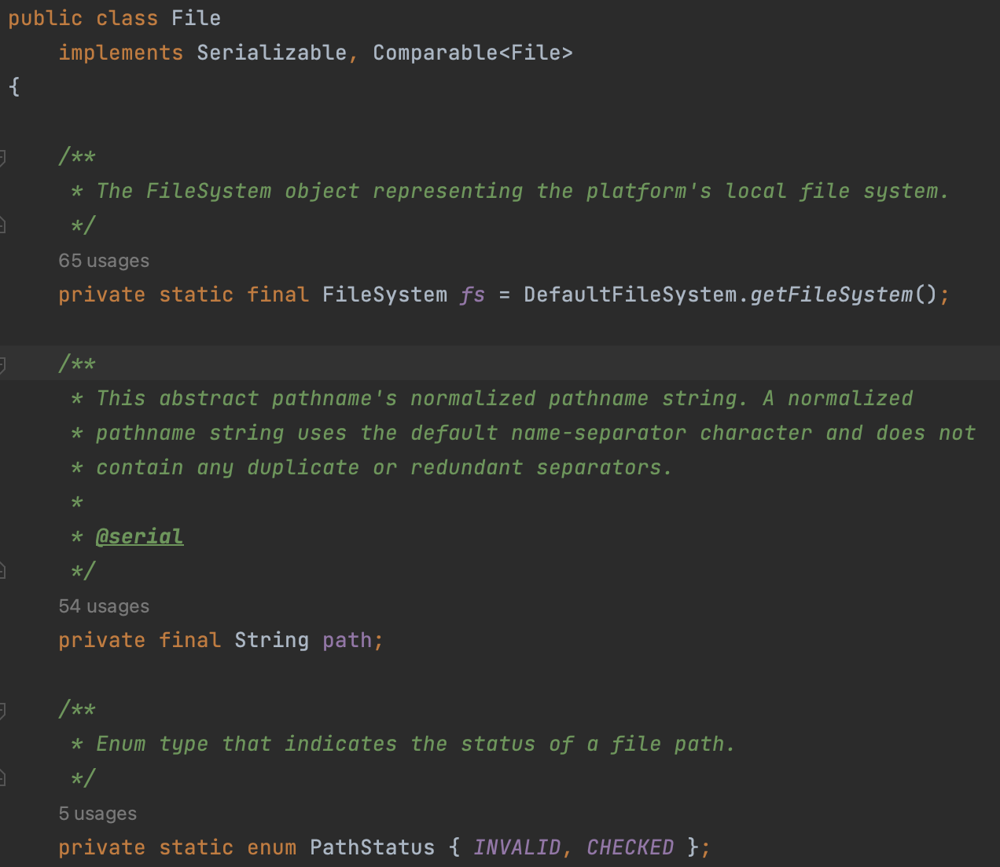 public class File
    implements Serializable, Comparable<File>
{
    /**
     * The FileSystem object representing the platform's local file system.
     */
    65 usages
    private static final FileSystem fs = DefaultFileSystem.getFileSystem();
    /**
     * This abstract pathname's normalized pathname string. A normalized
     * pathname string uses the default name-separator character and does not
     * contain any duplicate or redundant separators.
     *
     * @serial
     */
    54 usages
    private final String path;
    /**
     * Enum type that indicates the status of a file path.
     */
    5 usages
    private static enum PathStatus { INVALID, CHECKED };